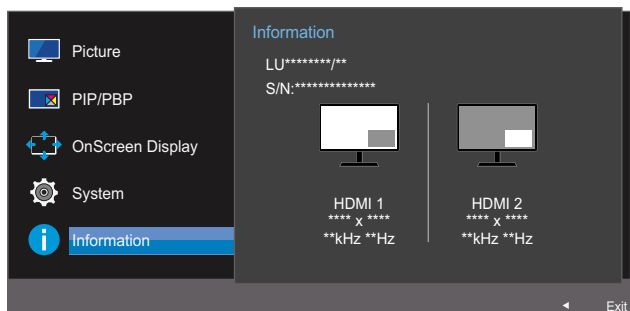 Picture
PIP/PBP
OnScreen Display
System
Information
Information
LU********/**
S/N:**************
HDMI 1
**** x ****
**kHz **Hz
HDMI 2
**** x ****
**kHz **Hz
Exit